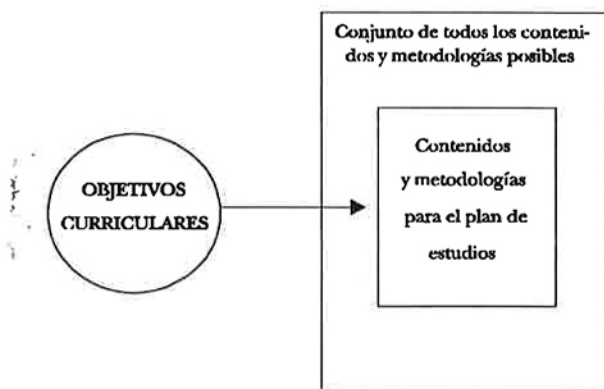 Conjunto de todos los conteni-
dos y metodologías posibles
Contenidos
y metodologías
para el plan de
estudios
OBJETIVOS
CURRICULARES